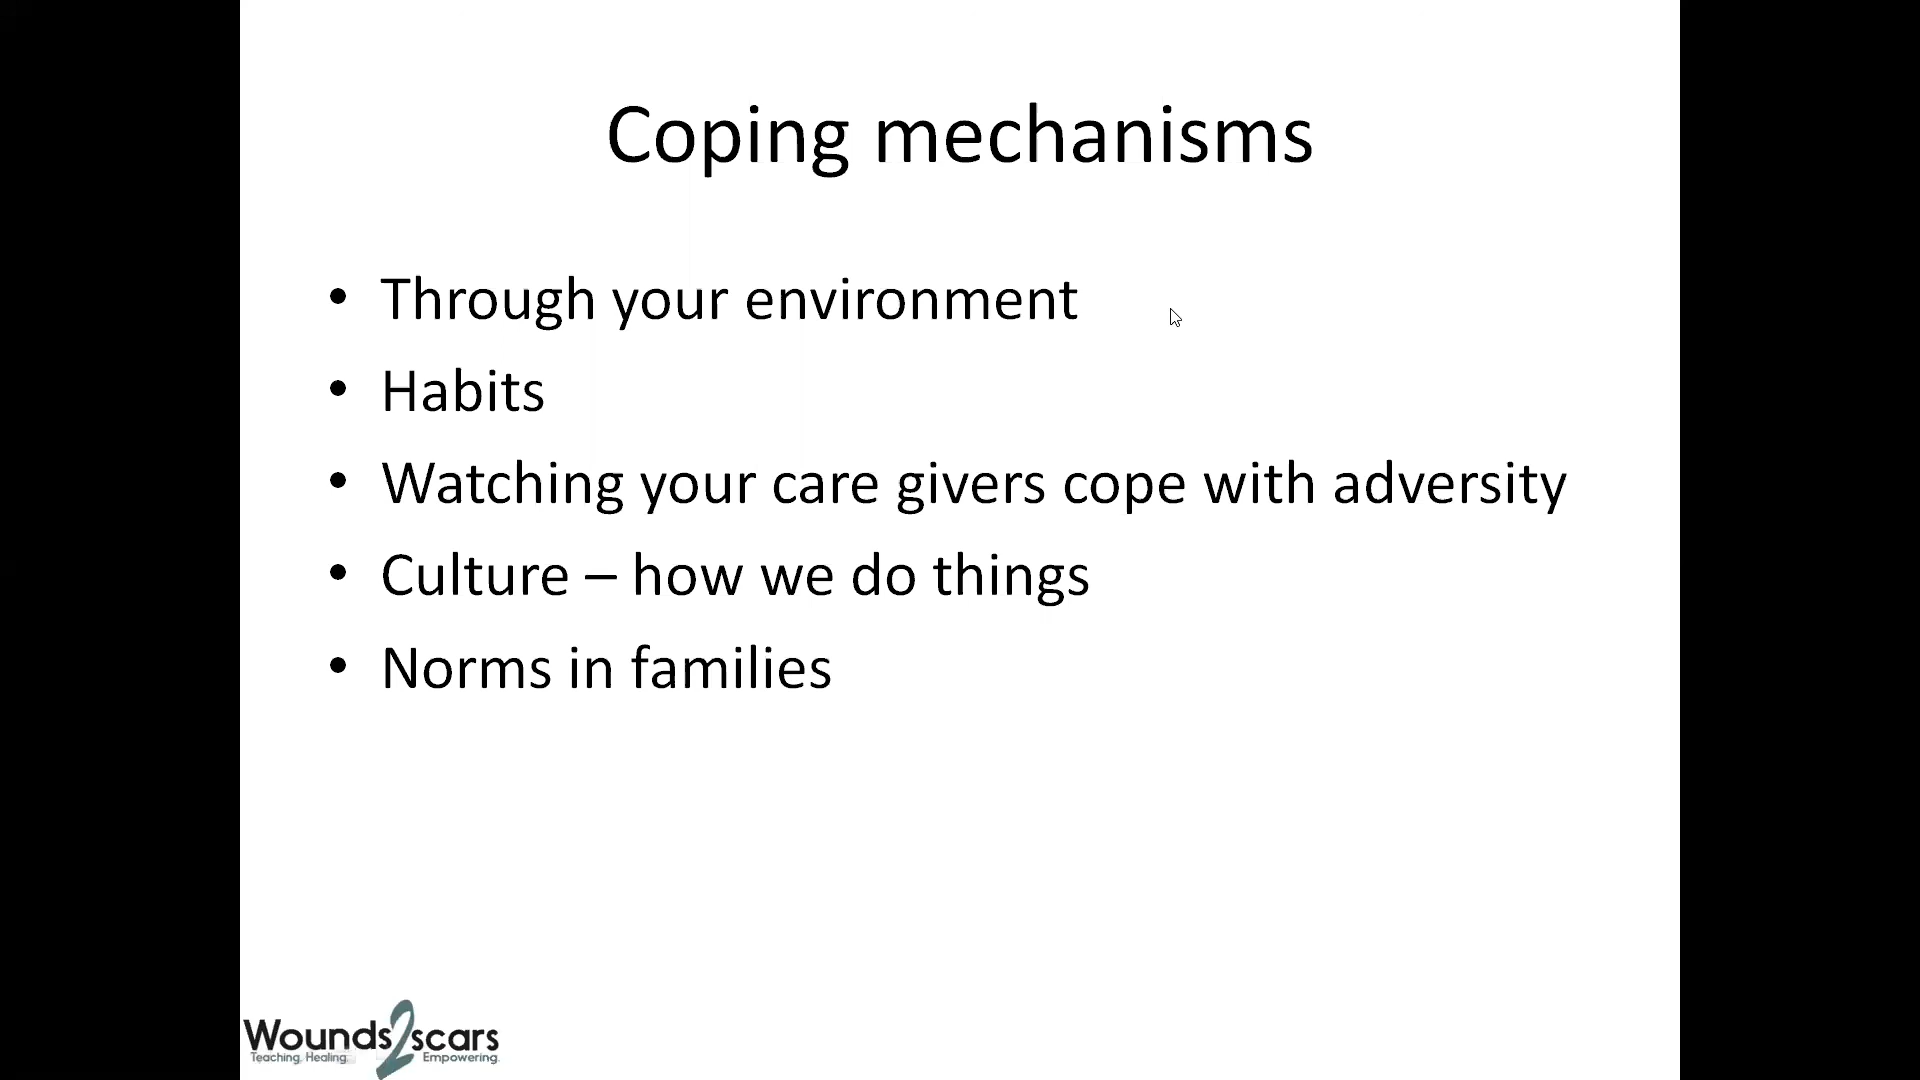 Coping mechanisms
• Through your environment
• Habits
• Watching your care givers cope with adversity
• Culture – how we do things
• Norms in families
Wounds2scars
Teaching. Healing. Empowering.